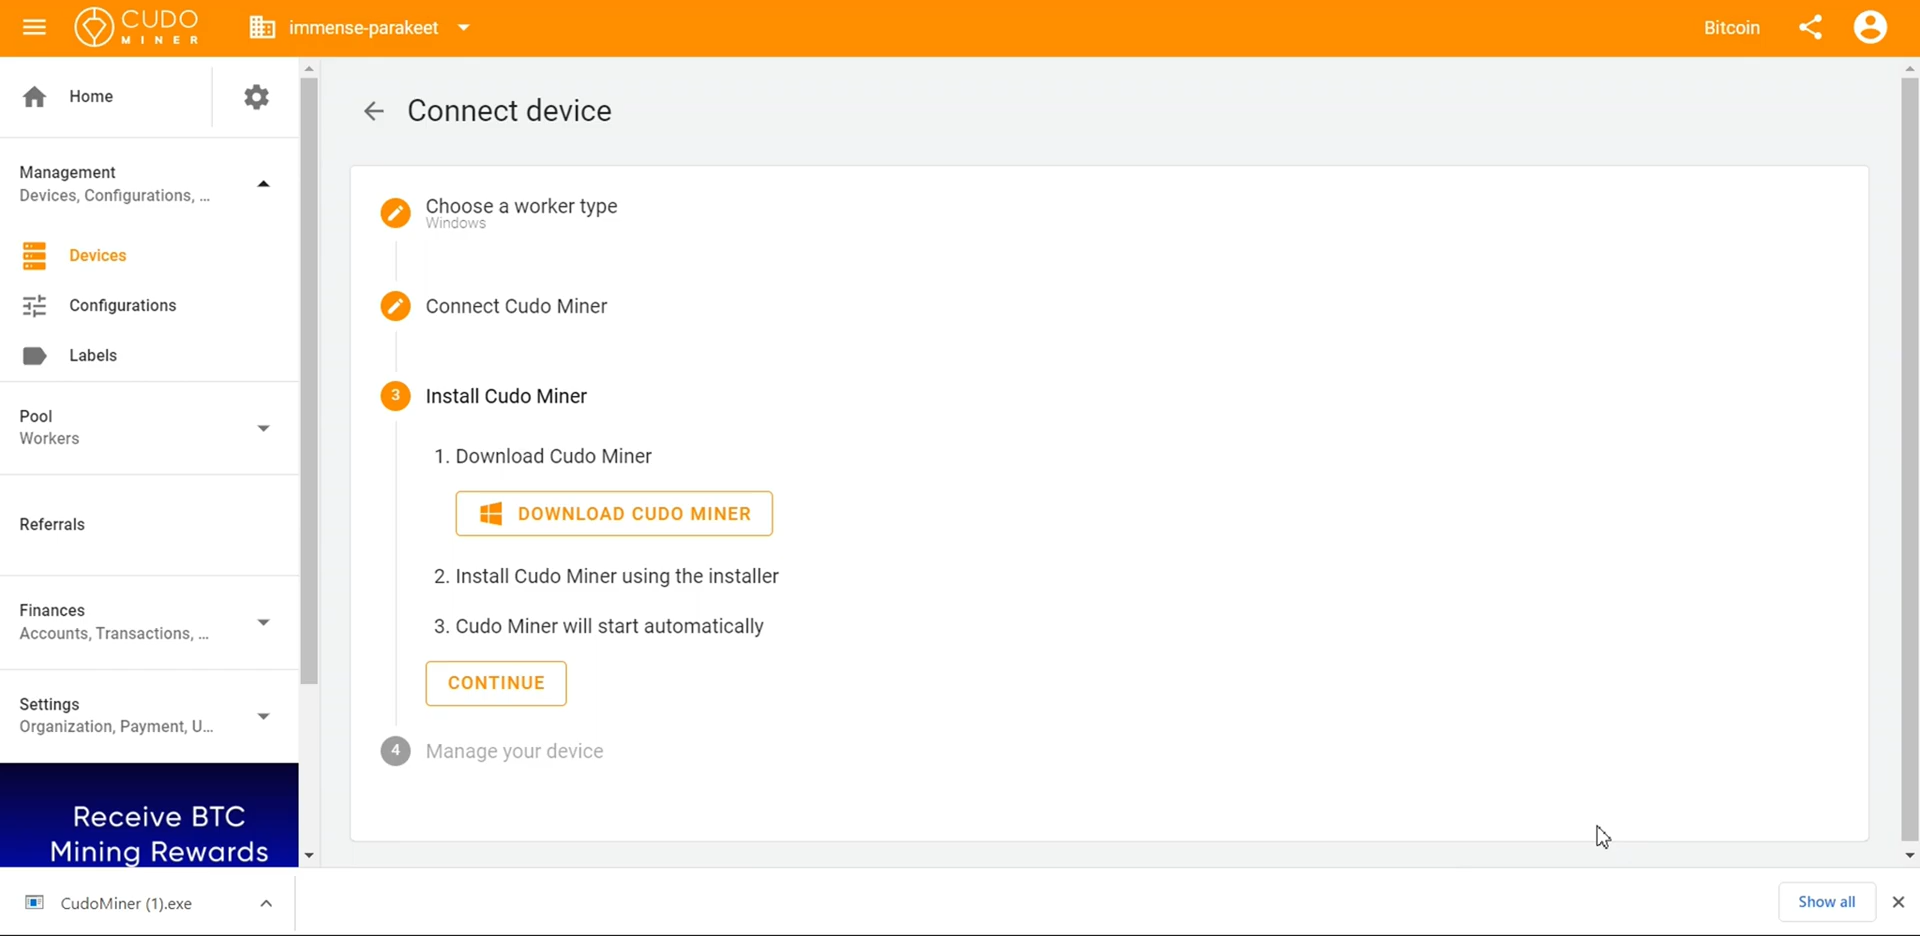 CUDO
MINER
immense-parakeet
Bitcoin
Home
Management
Devices, Configurations, ...
Devices
Configurations
Labels
Pool
Workers
Referrals
Finances
Accounts, Transactions, ...
Settings
Organization, Payment, U...
Receive BTC
Mining Rewards
Connect device
Choose a worker type
Windows
Connect Cudo Miner
3 Install Cudo Miner
1. Download Cudo Miner
DOWNLOAD CUDO MINER
2. Install Cudo Miner using the installer
3. Cudo Miner will start automatically
CONTINUE
4 Manage your device
CudoMiner (1).exe
Show all